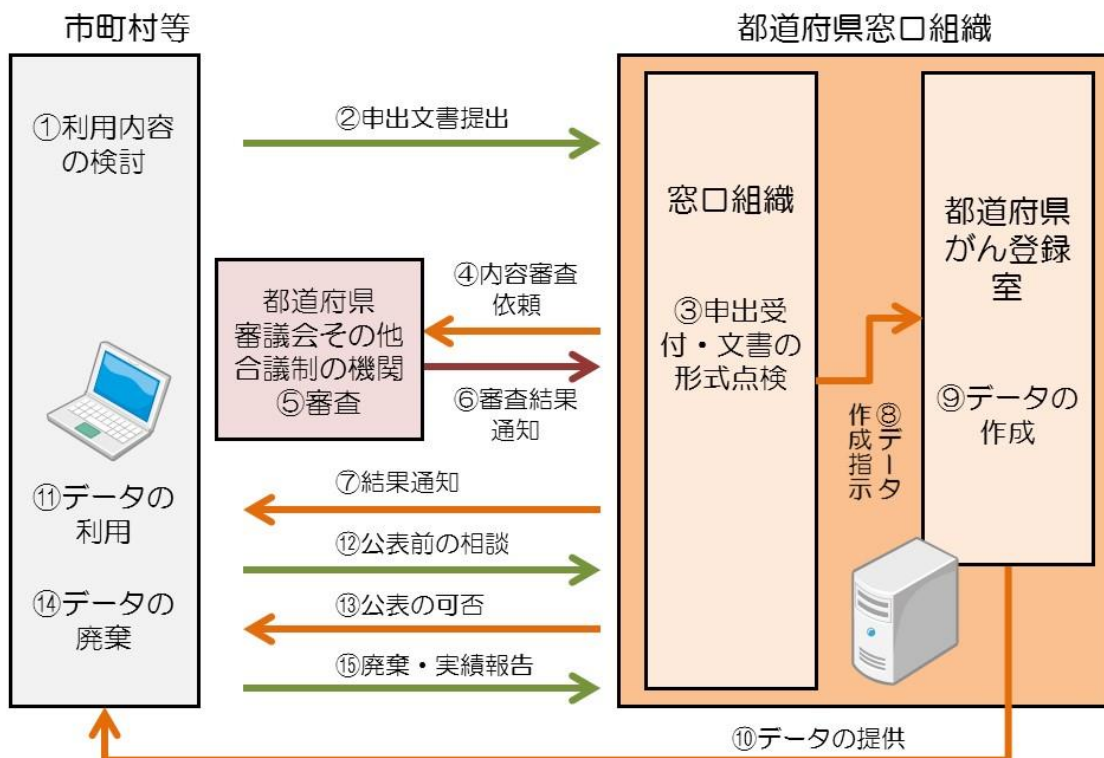 市町村等
都道府県窓口組織
①利用内容
の検討
②申出文書提出
窓口組織
③申出受
付・文書の
形式点検
都道府県
がん登録
室
④内容審査
依頼
都道府県
審議会その他
合議制の機関
⑤審査
⑥審査結果
通知
⑧データ
作成指示
⑨データの
作成
⑦結果通知
⑪データの
利用
⑫公表前の相談
⑬公表の可否
⑭データの
廃棄
⑮廃棄・実績報告
⑩データの提供